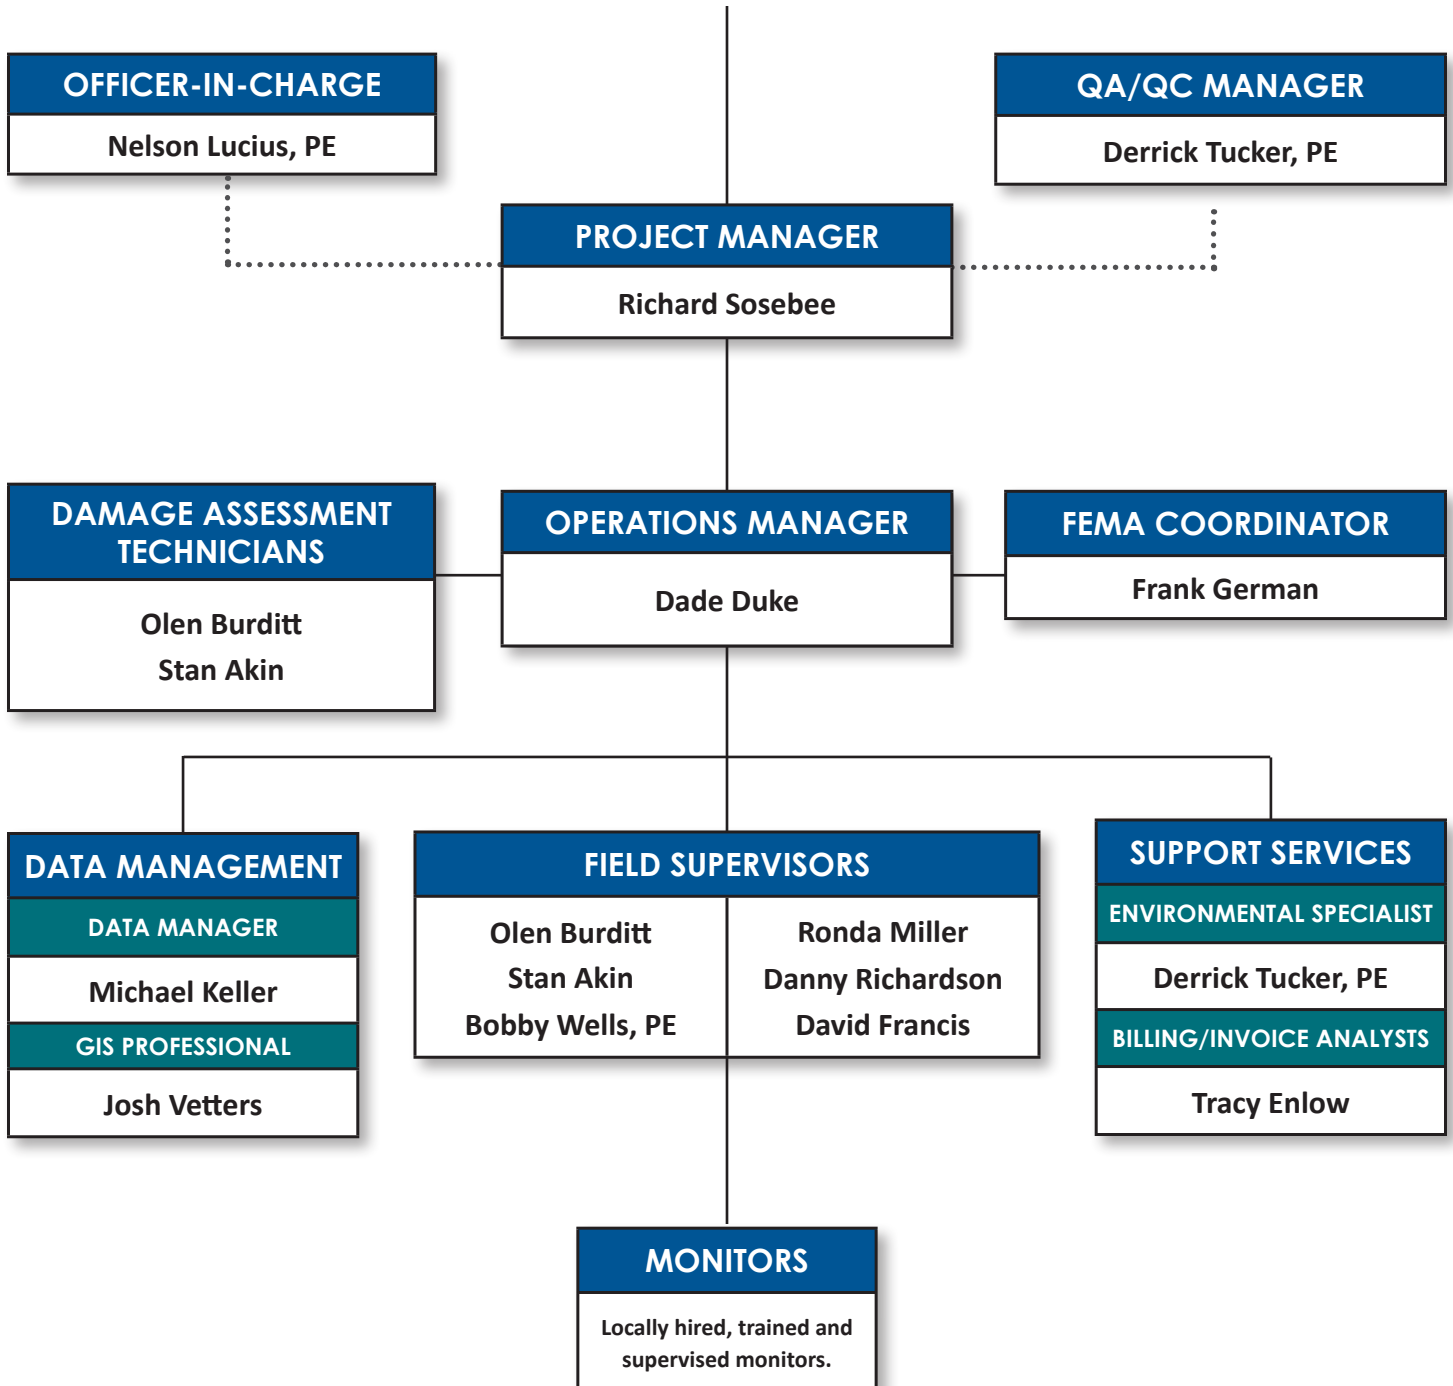 OFFICER-IN-CHARGE
Nelson Lucius, PE
QA/QC MANAGER
Derrick Tucker, PE
PROJECT MANAGER
Richard Sosebee
DAMAGE ASSESSMENT
TECHNICIANS
Olen Burditt
Stan Akin
OPERATIONS MANAGER
Dade Duke
FEMA COORDINATOR
Frank German
DATA MANAGEMENT
DATA MANAGER
Michael Keller
GIS PROFESSIONAL
Josh Vetters
FIELD SUPERVISORS
Olen Burditt
Stan Akin
Bobby Wells, PE
Ronda Miller
Danny Richardson
David Francis
SUPPORT SERVICES
ENVIRONMENTAL SPECIALIST
Derrick Tucker, PE
BILLING/INVOICE ANALYSTS
Tracy Enlow
MONITORS
Locally hired, trained and
supervised monitors.